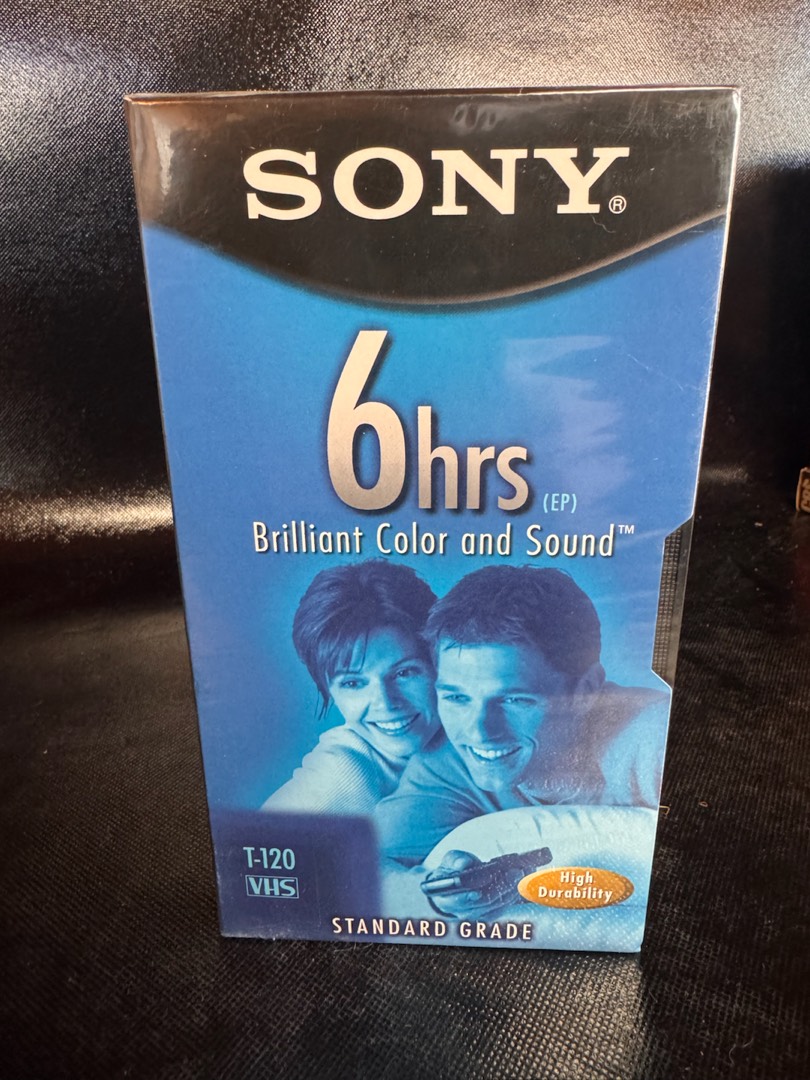 SONY®
6hrs (EP)
Brilliant Color and Sound™
T-120
VHS
High
Durability
STANDARD GRADE